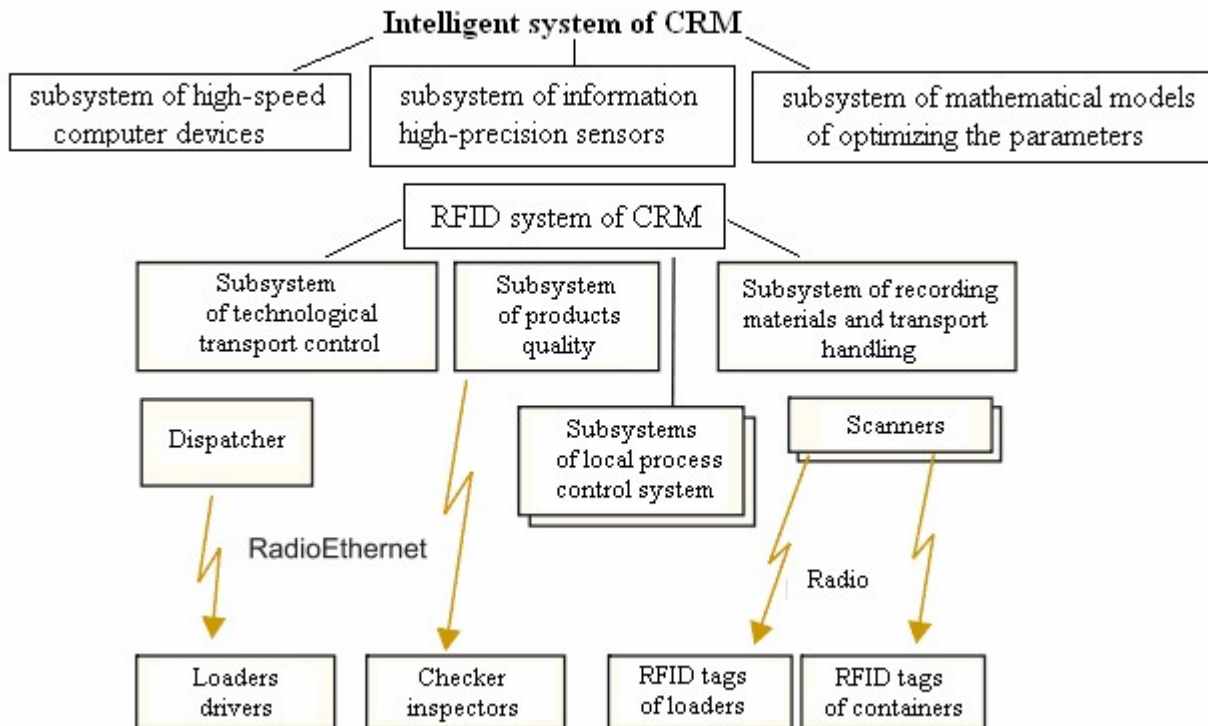 Intelligent system of CRM
subsystem of high-speed
computer devices
subsystem of information
high-precision sensors
subsystem of mathematical models
of optimizing the parameters
RFID system of CRM
Subsystem
of technological
transport control
Subsystem
of products
quality
Subsystem of recording
materials and transport
handling
Dispatcher
Subsystems
of local process
control system
Scanners
RadioEthernet
Radio
Loaders
drivers
Checker
inspectors
RFID tags
of loaders
RFID tags
of containers